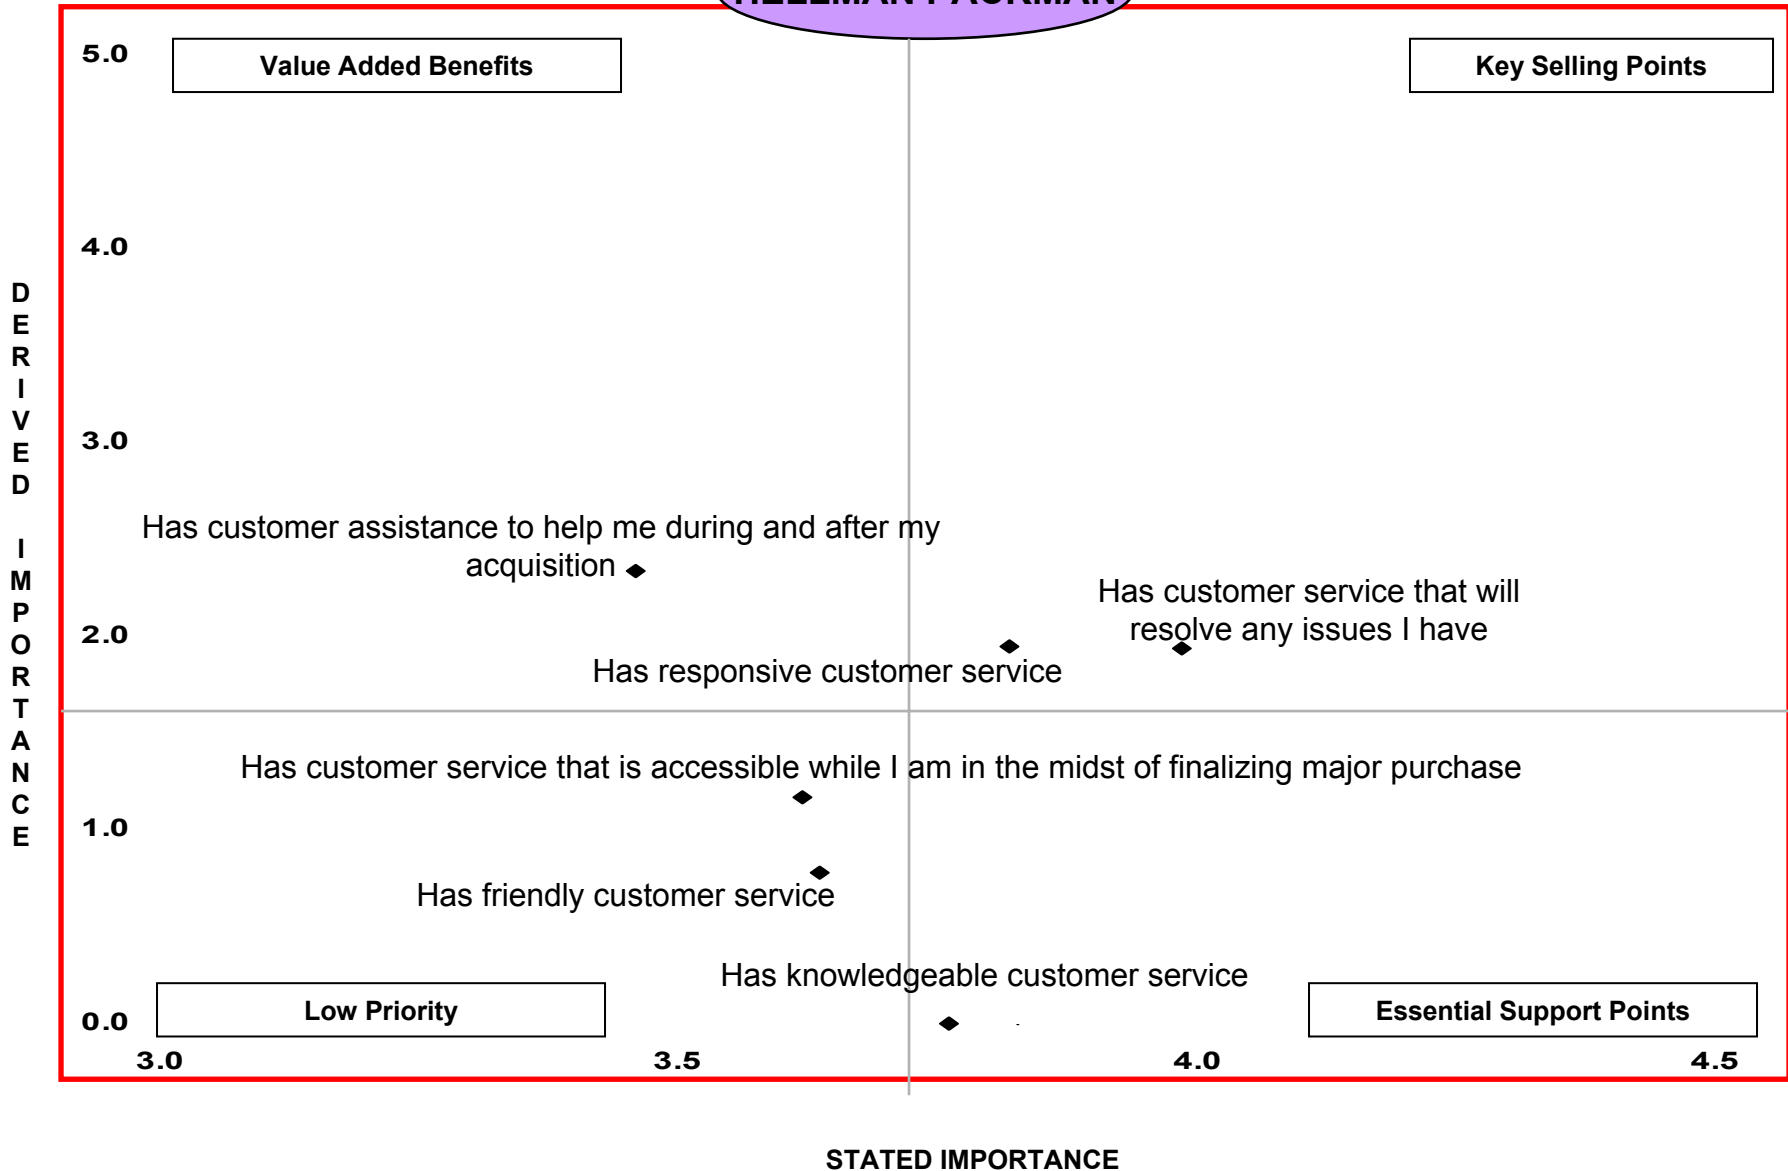 HELLMAN PACKMAN
5.0
Value Added Benefits
Key Selling Points
4.0
3.0
Has customer assistance to help me during and after my
acquisition
Has customer service that will
resolve any issues I have
2.0
Has responsive customer service
Has customer service that is accessible while I am in the midst of finalizing major purchase
1.0
Has friendly customer service
Has knowledgeable customer service
Low Priority
Essential Support Points
0.0
3.0
3.5
4.0
4.5
DERIVED IMPORTANCE
STATED IMPORTANCE